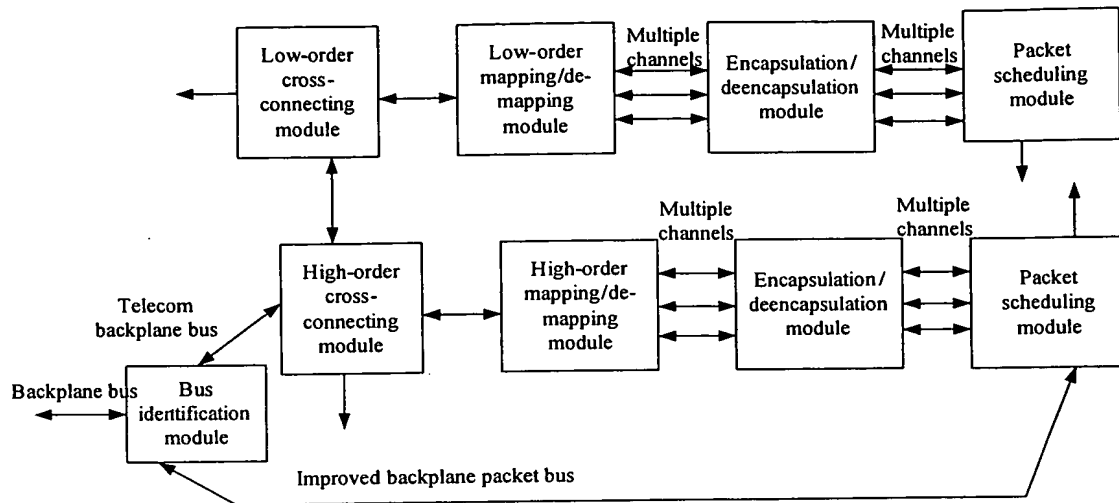 Low-order
cross-
connecting
module
Low-order
mapping/de-
mapping
module
Multiple
channels
Encapsulation/
deencapsulation
module
Multiple
channels
Packet
scheduling
module
High-order
cross-
connecting
module
High-order
mapping/de-
mapping
module
Multiple
channels
Encapsulation/
deencapsulation
module
Multiple
channels
Packet
scheduling
module
Telecom
backplane bus
Backplane bus
Bus
identification
module
Improved backplane packet bus